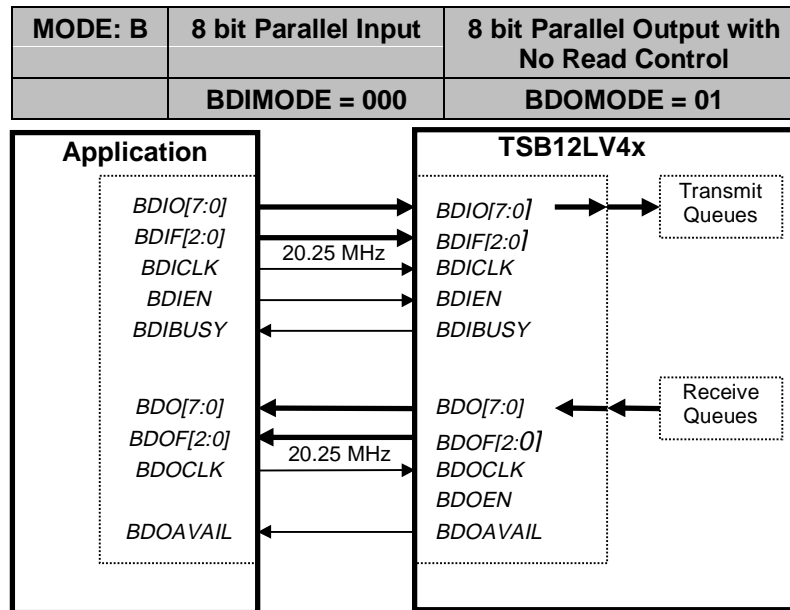 MODE: B 8 bit Parallel Input 8 bit Parallel Output with
No Read Control
BDIMODE = 000 BDOMODE = 01
Application TSB12LV4x
BDIO[7:0] BDIO[7:0] Transmit
Queues
BDIF[2:0] BDIF[2:0]
20.25 MHz
BDICLK BDICLK
BDIEN BDIEN
BDIBUSY BDIBUSY
BDO[7:0] BDO[7:0] Receive
Queues
BDOF[2:0] BDOF[2:0]
20.25 MHz
BDOCLK BDOCLK
BDOEN
BDOAVAIL BDOAVAIL